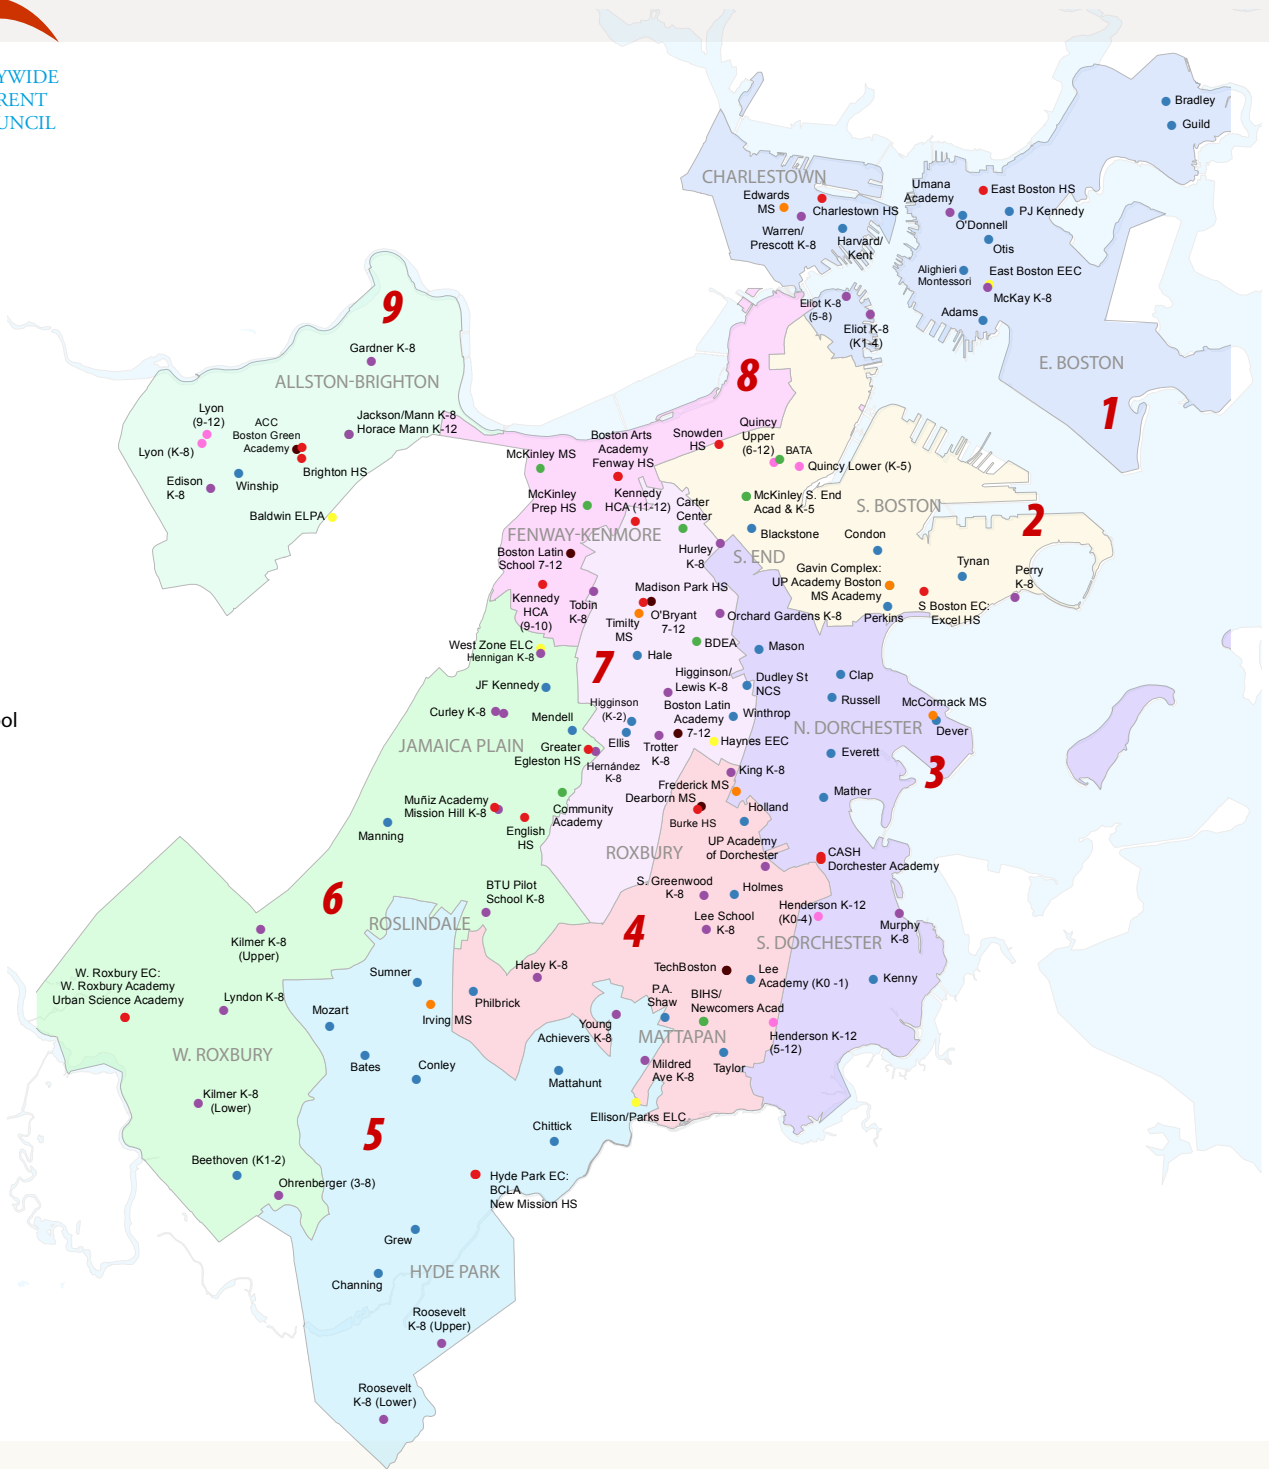 YWIDE
RENT
UNCIL
ool
Bradley
Guild
CHARLESTOWN
Edwards
MS
Charlestown HS
Warren/
Prescott K-8
Harvard/
Kent
Umana
Academy
East Boston HS
PJ Kennedy
O'Donnell
Otis
Alighieri
Montessori
East Boston EEC
McKay K-8
Adams
Eliot K-8
(5-8)
Eliot K-8
(K1-4)
E. BOSTON
1
9
Gardner K-8
ALLSTON-BRIGHTON
Lyon
(9-12)
Lyon (K-8)
ACC
Boston Green
Academy
Jackson/Mann K-8
Horace Mann K-12
Brighton HS
Edison
K-8
Winship
Baldwin ELPA
8
Snowden
HS
Quincy
Upper
(6-12)
BATA
Quincy Lower (K-5)
Boston Arts
Academy
Fenway HS
McKinley MS
McKinley
Prep HS
Kennedy
HCA (11-12)
Carter
Center
McKinley S. End
Acad & K-5
Blackstone
S. BOSTON
2
Condon
FENWAY-KENMORE
Hurley
K-8
S. END
Boston Latin
School 7-12
Gavin Complex:
UP Academy Boston
MS Academy
Tynan
Perry
K-8
S Boston EC:
Excel HS
Perkins
Kennedy
HCA
(9-10)
Tobin
K-8
Madison Park HS
O'Bryant
7-12
Timilty
MS
Orchard Gardens K-8
BDEA
Mason
West Zone ELC
Hennigan K-8
7
Hale
Higginson/
Lewis K-8
Dudley St
NCS
Clap
Russell
McCormack MS
Dever
JF Kennedy
Curley K-8
Mendell
Higginson
(K-2)
Ellis
Boston Latin
Academy
7-12
Winthrop
Haynes EEC
Trotter
K-8
N. DORCHESTER
JAMAICA PLAIN
Greater
Egleston HS
Hernández
K-8
Everett
3
King K-8
Frederick MS
Dearborn MS
Burke HS
Mather
Holland
Muñiz Academy
Mission Hill K-8
English
HS
Community
Academy
Manning
ROXBURY
UP Academy
of Dorchester
CASH
Dorchester Academy
S. Greenwood
K-8
Holmes
Henderson K-12
(K0-4)
BTU Pilot
School K-8
6
ROSLINDALE
4
Lee School
K-8
S. DORCHESTER
Murphy
K-8
Kilmer K-8
(Upper)
W. Roxbury EC:
W. Roxbury Academy
Urban Science Academy
Lyndon K-8
Sumner
Irving MS
Philbrick
Haley K-8
TechBoston
Lee
Academy (K0 -1)
Kenny
P.A.
Shaw
BIHS/
Newcomers Acad
Henderson K-12
(5-12)
Young
Achievers K-8
MATTAPAN
Mozart
W. ROXBURY
Bates
Conley
Mattahunt
Mildred
Ave K-8
Taylor
Kilmer K-8
(Lower)
Ellison/Parks ELC
Chittick
5
Beethoven (K1-2)
Ohrenberger (3-8)
Hyde Park EC:
BCLA
New Mission HS
Grew
Channing
HYDE PARK
Roosevelt
K-8 (Upper)
Roosevelt
K-8 (Lower)